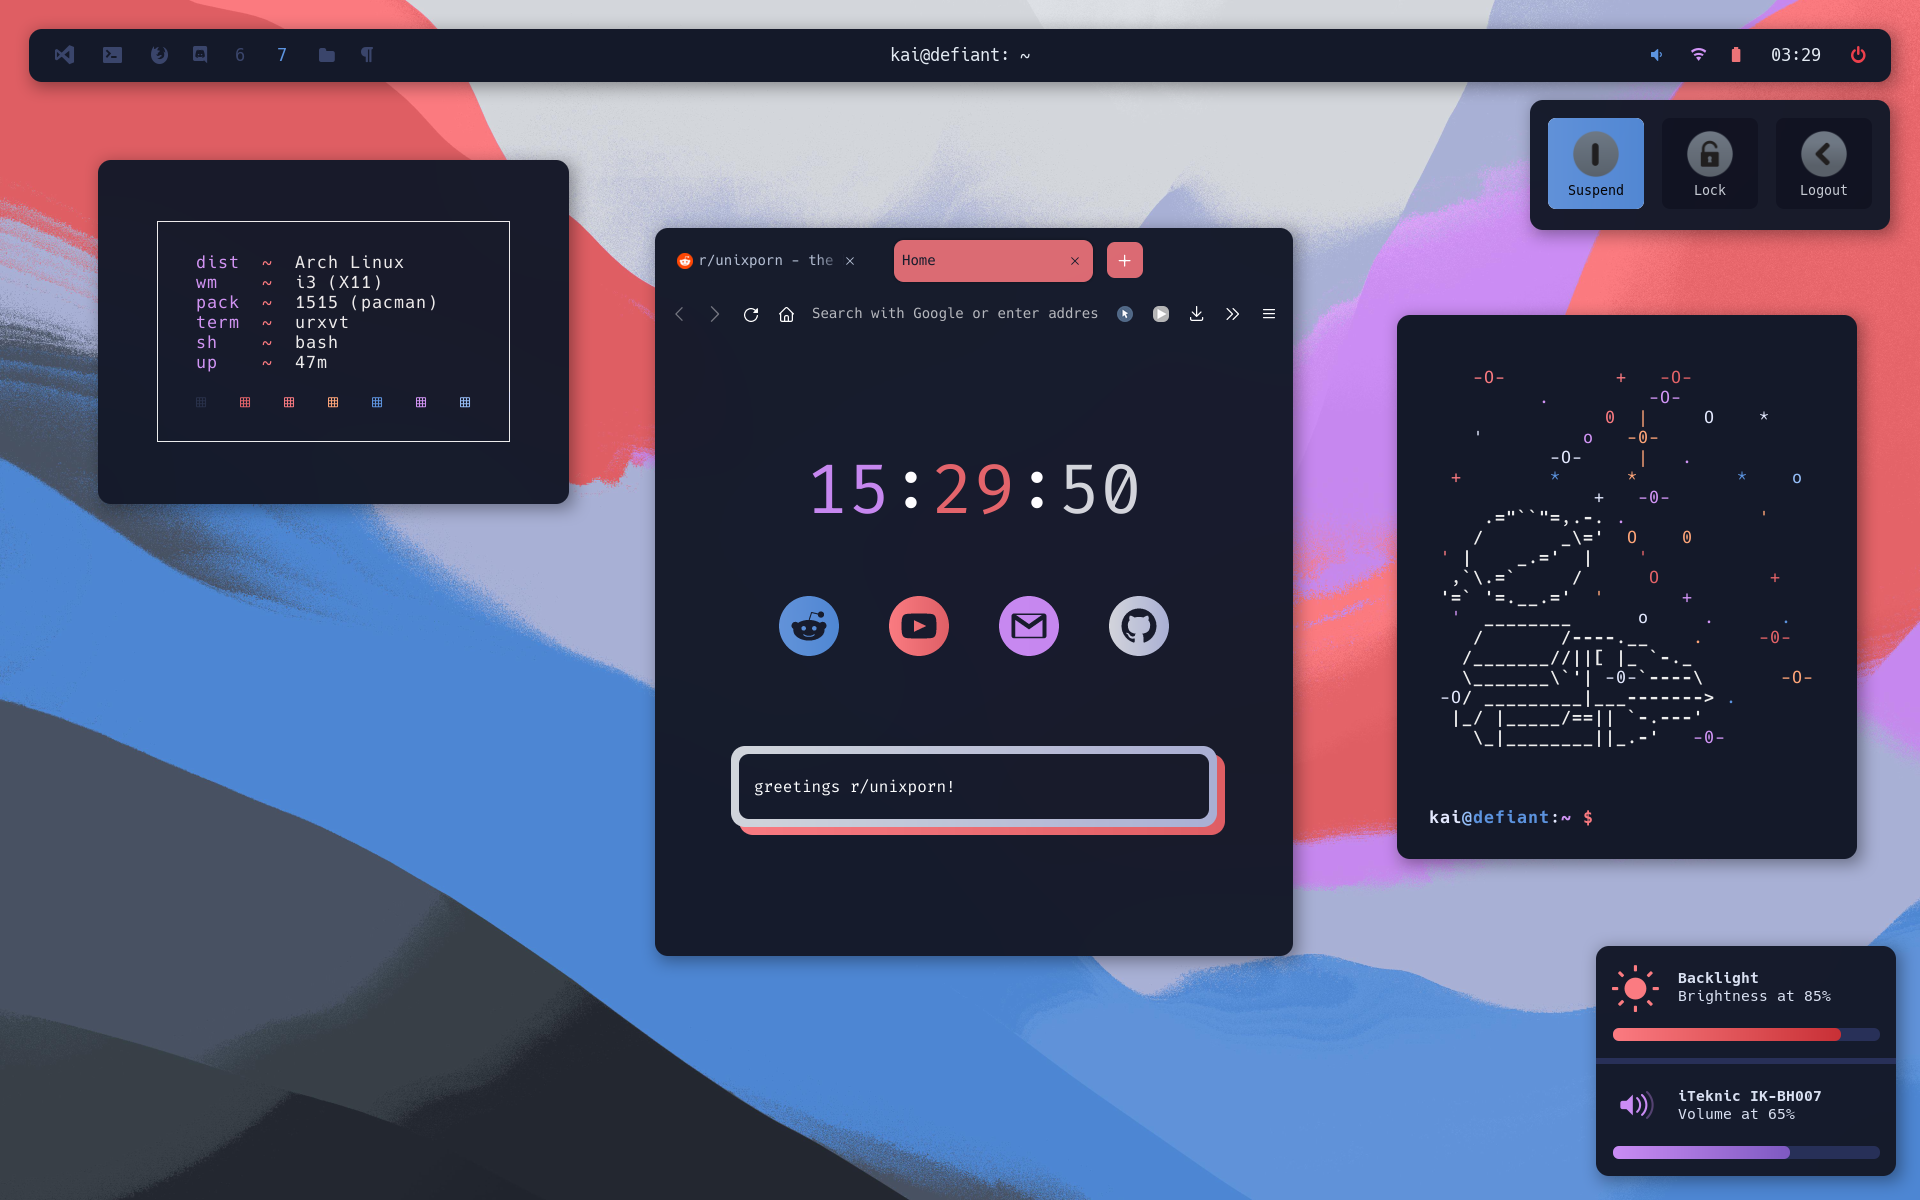 6 7 kai@defiant: ~ 03:29
Suspend Lock Logout
dist ~ Arch Linux
wm ~ i3 (X11)
pack ~ 1515 (pacman)
term ~ urxvt
sh ~ bash
up ~ 47m
r/unixporn - the
Home
Search with Google or enter addres
15:29:50
greetings r/unixporn!
kai@defiant:~ $
Backlight
Brightness at 85%
iTeknic IK-BH007
Volume at 65%